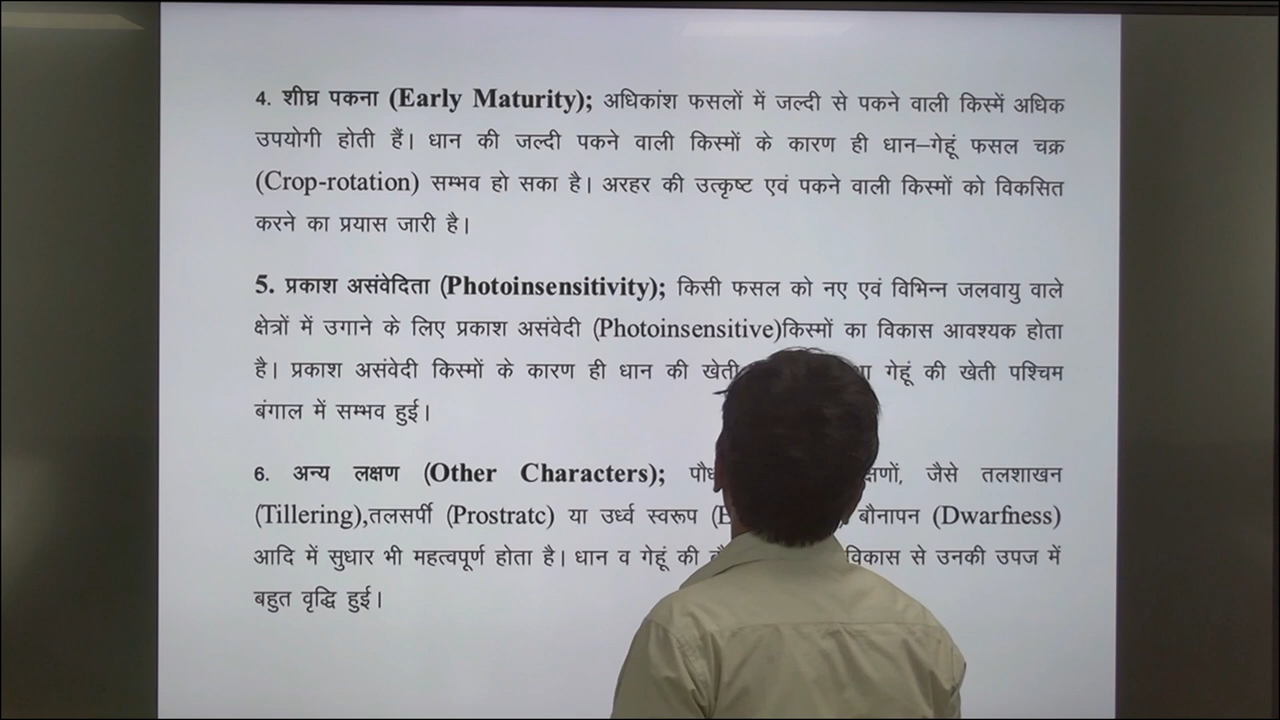 4. शीघ्र पकना (Early Maturity); अधिकांश फसलों में जल्दी से पकने वाली किस्में अधिक
उपयोगी होती हैं। धान की जल्दी पकने वाली किस्मों के कारण ही धान–गेहूं फसल चक्र
(Crop-rotation) सम्भव हो सका है। अरहर की उत्कृष्ट एवं पकने वाली किस्मों को विकसित
करने का प्रयास जारी है।
5. प्रकाश असंवेदिता (Photoinsensitivity); किसी फसल को नए एवं विभिन्न जलवायु वाले
क्षेत्रों में उगाने के लिए प्रकाश असंवेदी (Photoinsensitive)किस्मों का विकास आवश्यक होता
है। प्रकाश असंवेदी किस्मों के कारण ही धान की खेती गेहूं की खेती पश्चिम
बंगाल में सम्भव हुई।
6. अन्य लक्षण (Other Characters); जैसे तलशाखन
(Tillering),तलसर्पी (Prostratc) या उर्ध्व स्वरूप बौनापन (Dwarfness)
आदि में सुधार भी महत्वपूर्ण होता है। धान व गेहूं की विकास से उनकी उपज में
बहुत वृद्धि हुई।